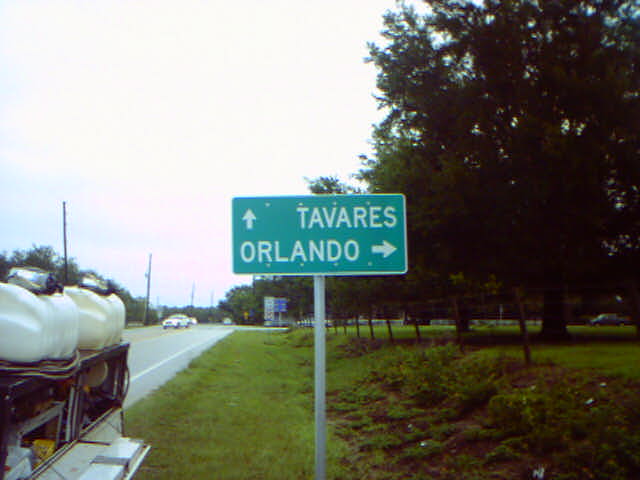 ↑ TAVARES
ORLANDO →